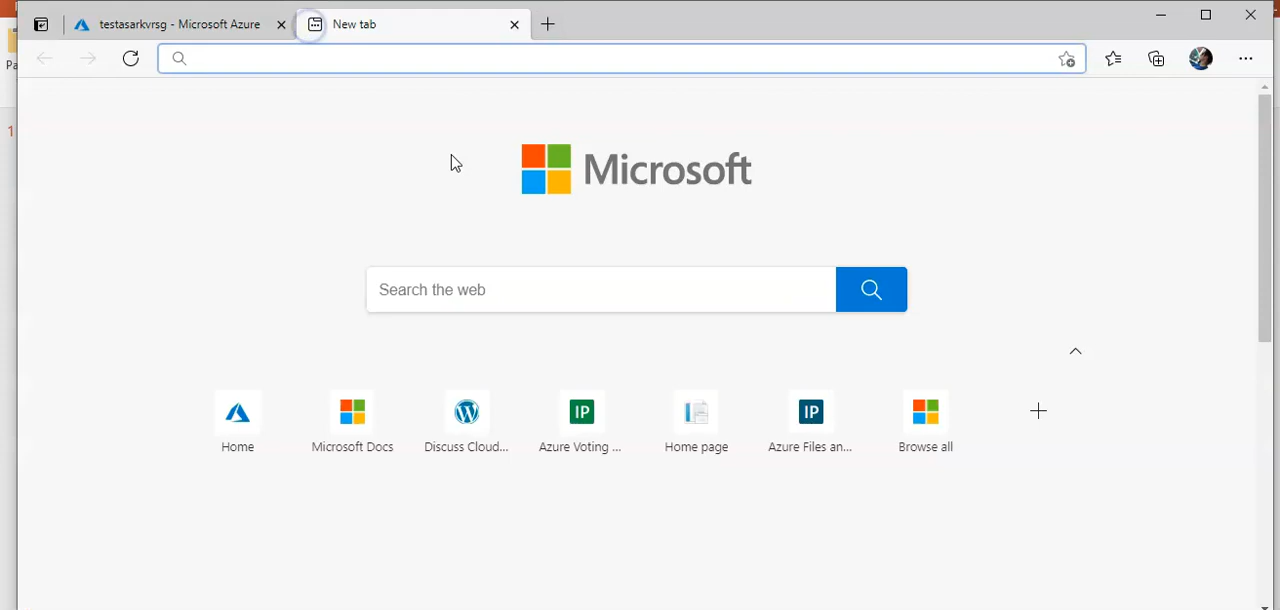 testasarkvrsg - Microsoft Azure
New tab
Pa
1
Microsoft
Search the web
IP
IP
Home
Microsoft Docs
Discuss Cloud...
Azure Voting ...
Home page
Azure Files an...
Browse all